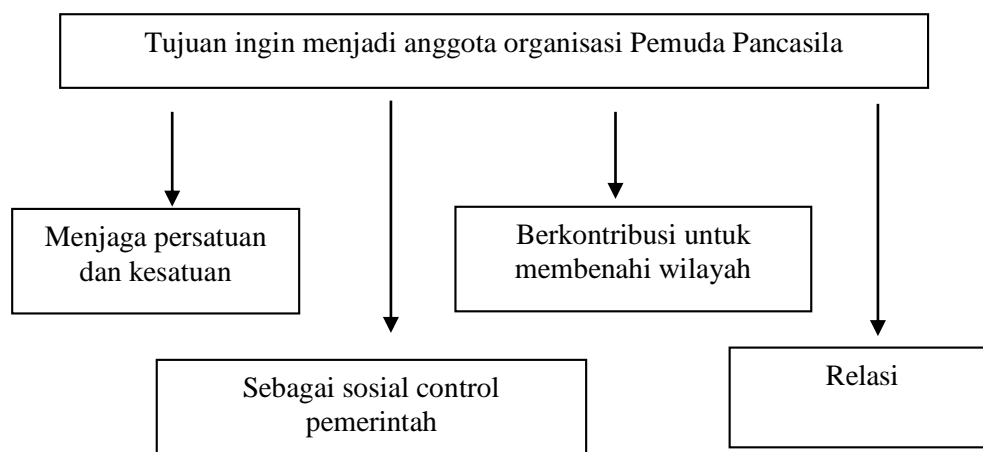 Tujuan ingin menjadi anggota organisasi Pemuda Pancasila
Menjaga persatuan
dan kesatuan
Berkontribusi untuk
membenahi wilayah
Sebagai sosial control
pemerintah
Relasi